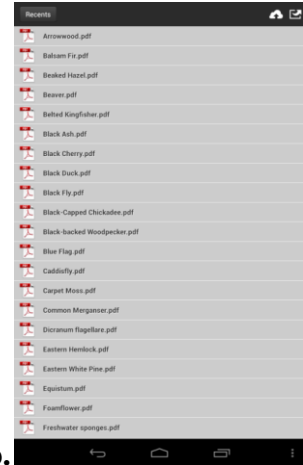 Recents
Arrowwood.pdf
Balsam Fir.pdf
Beaked Hazel.pdf
Beaver.pdf
Belted Kingfisher.pdf
Black Ash.pdf
Black Cherry.pdf
Black Duck.pdf
Black Fly.pdf
Black-Capped Chickadee.pdf
Black-backed Woodpecker.pdf
Blue Flag.pdf
Caddisfly.pdf
Carpet Moss.pdf
Common Merganser.pdf
Dicranum flagellare.pdf
Eastern Hemlock.pdf
Eastern White Pine.pdf
Equistum.pdf
Foamflower.pdf
Freshwater sponges.pdf